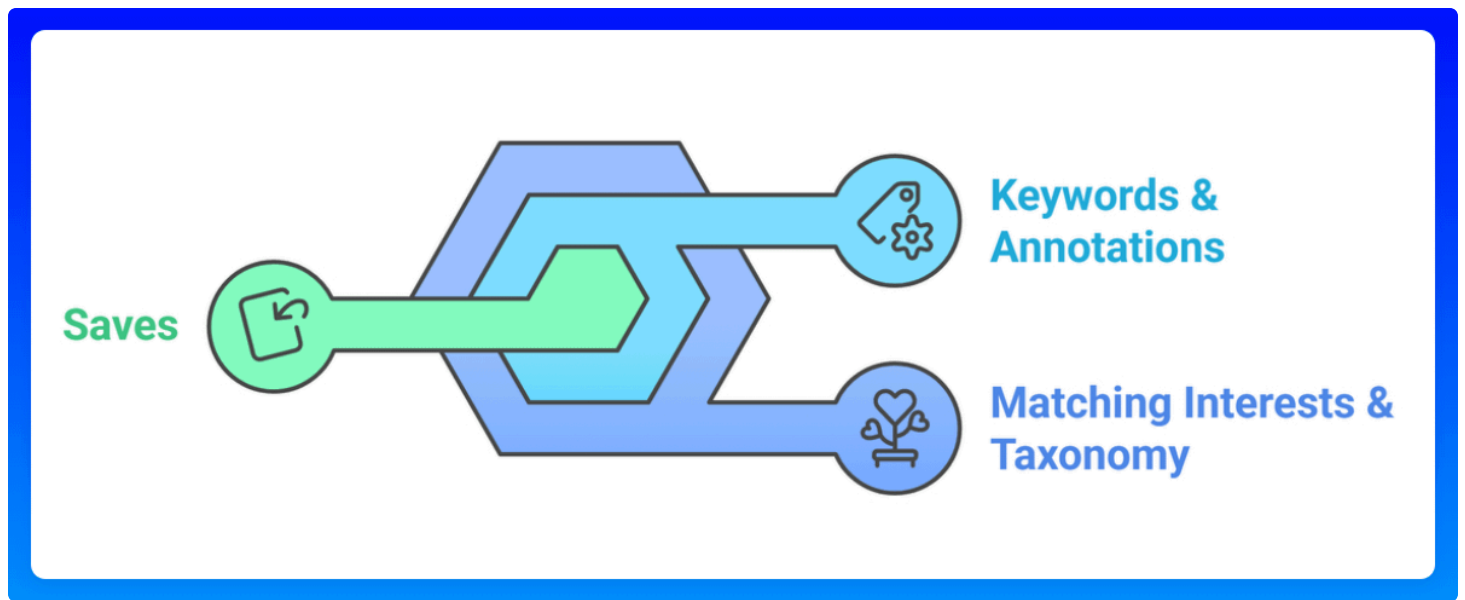 Saves
Keywords &
Annotations
Matching Interests &
Taxonomy